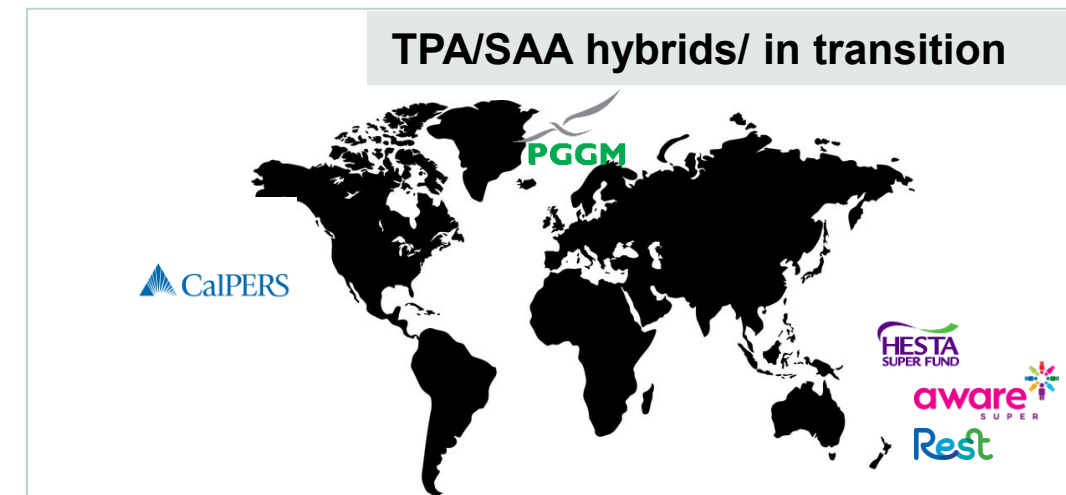 TPA/SAA hybrids/ in transition
PGGM
CalPERS
HESTA
SUPER FUND
aware
SUPER
Rest